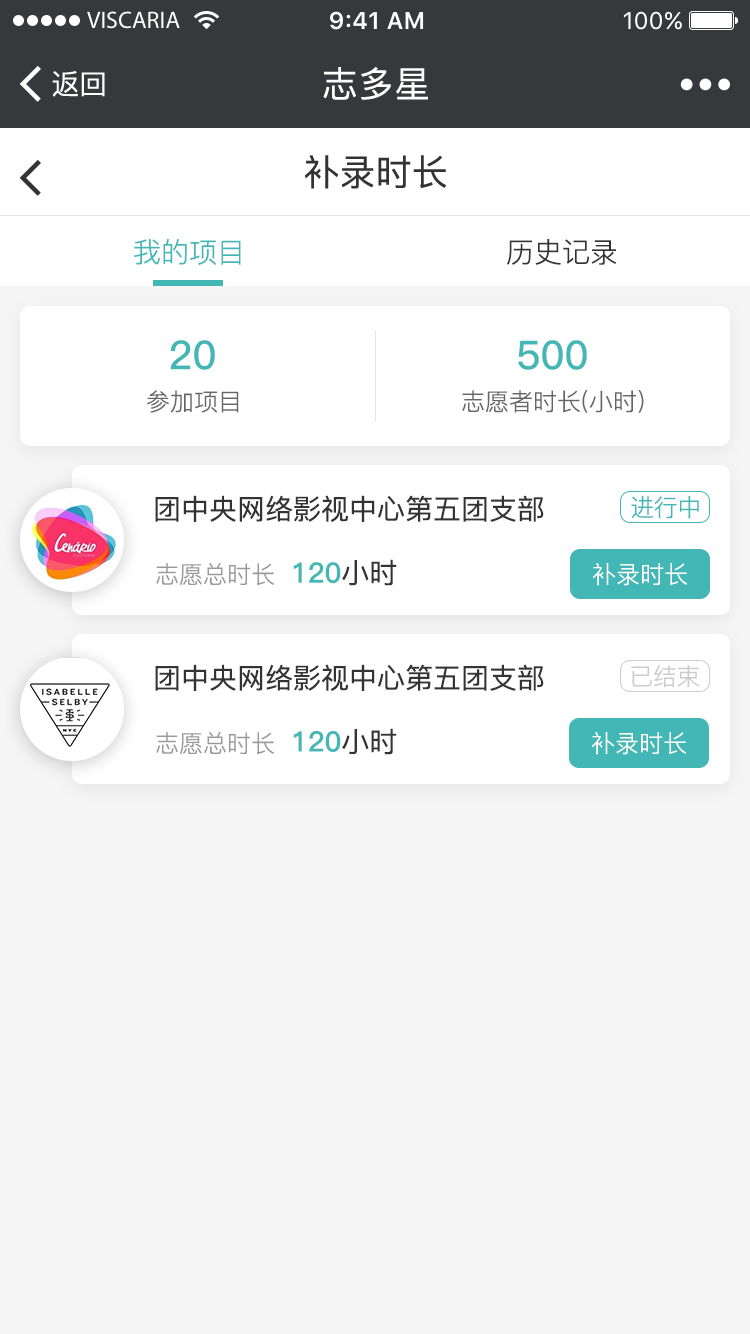 VISCARIA 9:41 AM 100%
返回 志多星
补录时长
我的项目 历史记录
20 500
参加项目 志愿者时长(小时)
团中央网络影视中心第五团支部 进行中
Cenário
志愿总时长 120小时 补录时长
团中央网络影视中心第五团支部 已结束
ISABELLE
SELBY
NYC
志愿总时长 120小时 补录时长